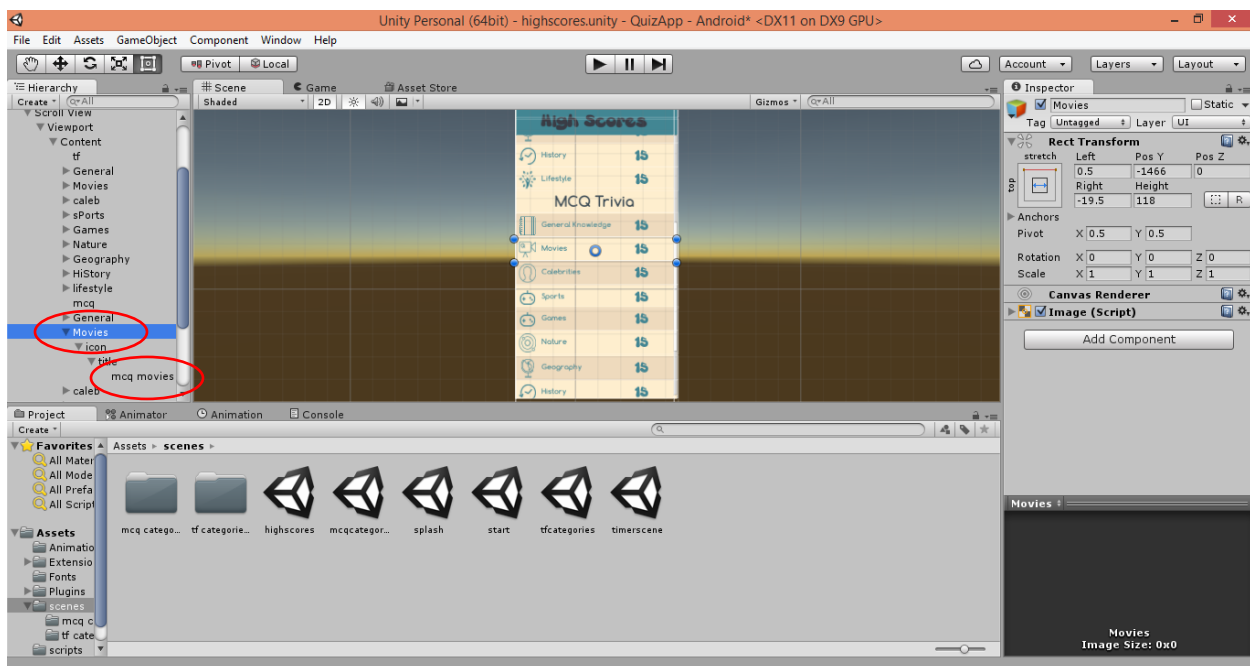 Unity Personal (64bit) - highscores.unity - QuizApp - Android* <DX11 on DX9 GPU>
File Edit Assets GameObject Component Window Help
Pivot Local Account Layers Layout
Hierarchy
Create All
Scroll View
Viewport
Content
tf
General
Movies
caleb
sPorts
Games
Nature
Geography
HiStory
lifestyle
mcq
General
Movies
icon
title
mcq movies
caleb
Scene Game Asset Store
Shaded 2D Gizmos All
High Scores
History 15
Lifestyle 15
MCQ Trivia
General Knowledge 15
Movies 15
Celebrities 15
Sports 15
Games 15
Nature 15
Geography 15
History 15
Inspector
Movies Static
Tag Untagged Layer UI
Rect Transform
stretch Left Pos Y Pos Z
0.5 -1466 0
top Right Height
-19.5 118 R
Anchors
Pivot X 0.5 Y 0.5
Rotation X 0 Y 0 Z 0
Scale X 1 Y 1 Z 1
Canvas Renderer
Image (Script)
Add Component
Project Animator Animation Console
Create
Favorites
All Mater
All Mode
All Prefa
All Script
Assets
Animatio
Extensio
Fonts
Plugins
scenes
mcq c
tf cate
scripts
Assets scenes
mcq catego... tf categorie... highscores mcqcategor... splash start tfcategories timerscene
Movies
Movies
Image Size: 0x0